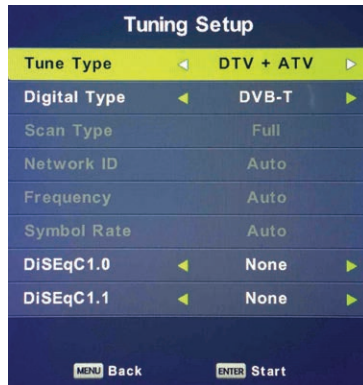 Tuning Setup
Tune Type DTV + ATV
Digital Type DVB-T
Scan Type Full
Network ID Auto
Frequency Auto
Symbol Rate Auto
DiSEqC1.0 None
DiSEqC1.1 None
MENU Back ENTER Start